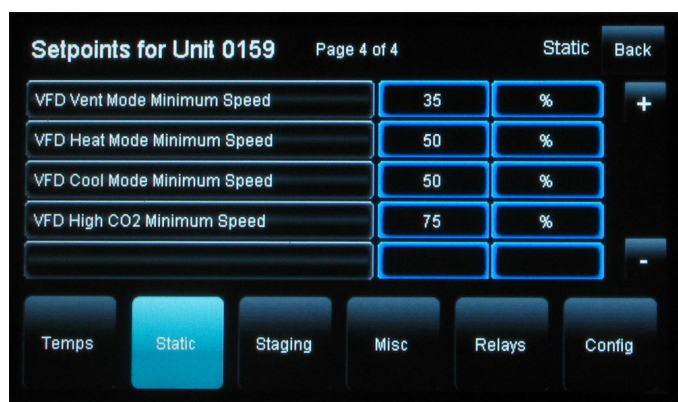 Setpoints for Unit 0159 Page 4 of 4 Static Back
VFD Vent Mode Minimum Speed 35 %
+
VFD Heat Mode Minimum Speed 50 %
VFD Cool Mode Minimum Speed 50 %
VFD High CO2 Minimum Speed 75 %
-
Temps Static Staging Misc Relays Config